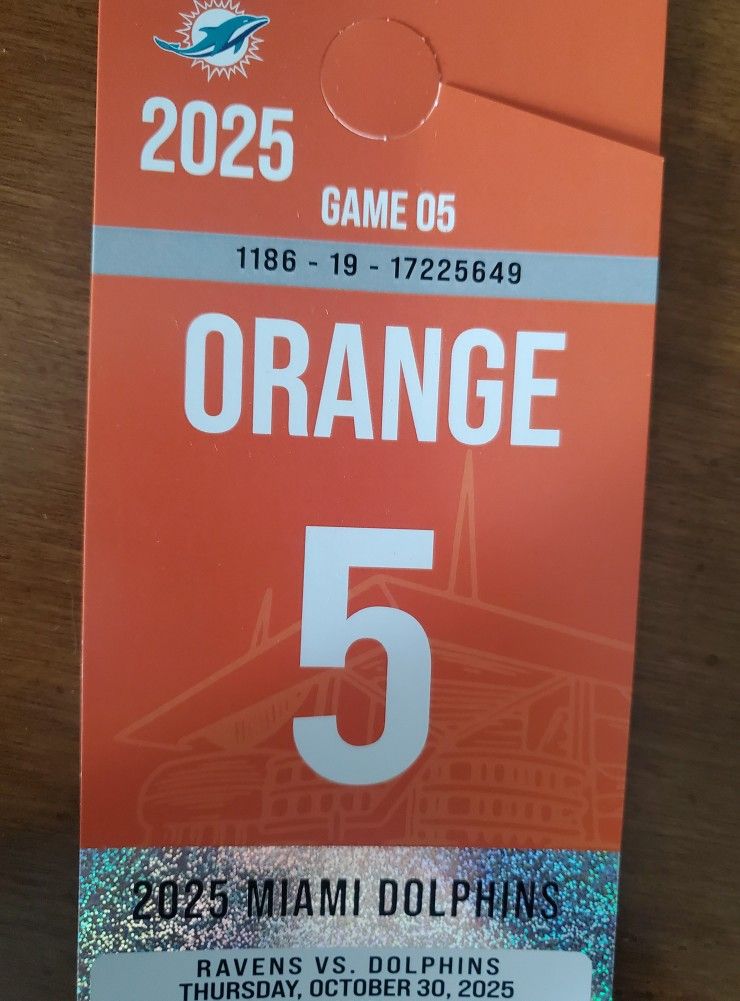 2025
GAME 05
1186 - 19 - 17225649
ORANGE
5
2025 MIAMI DOLPHINS
RAVENS VS. DOLPHINS
THURSDAY, OCTOBER 30, 2025